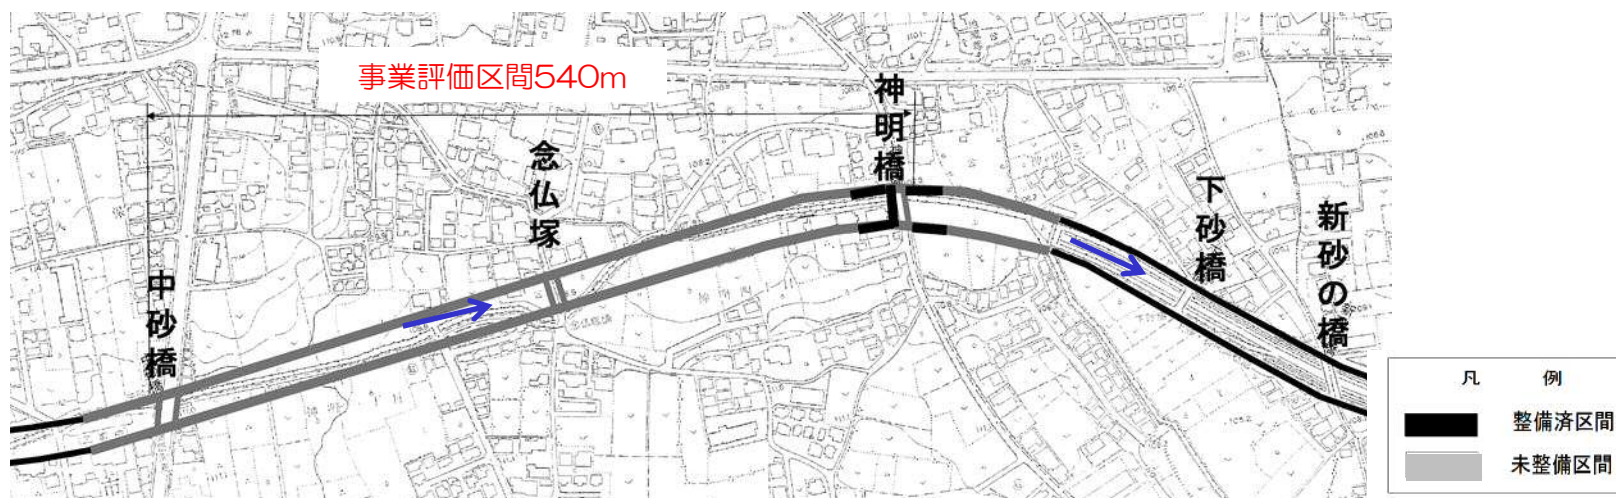 事業評価区間540m
中砂橋
念仏塚
神明橋
下砂橋
新砂の橋
凡 例
整備済区間
未整備区間